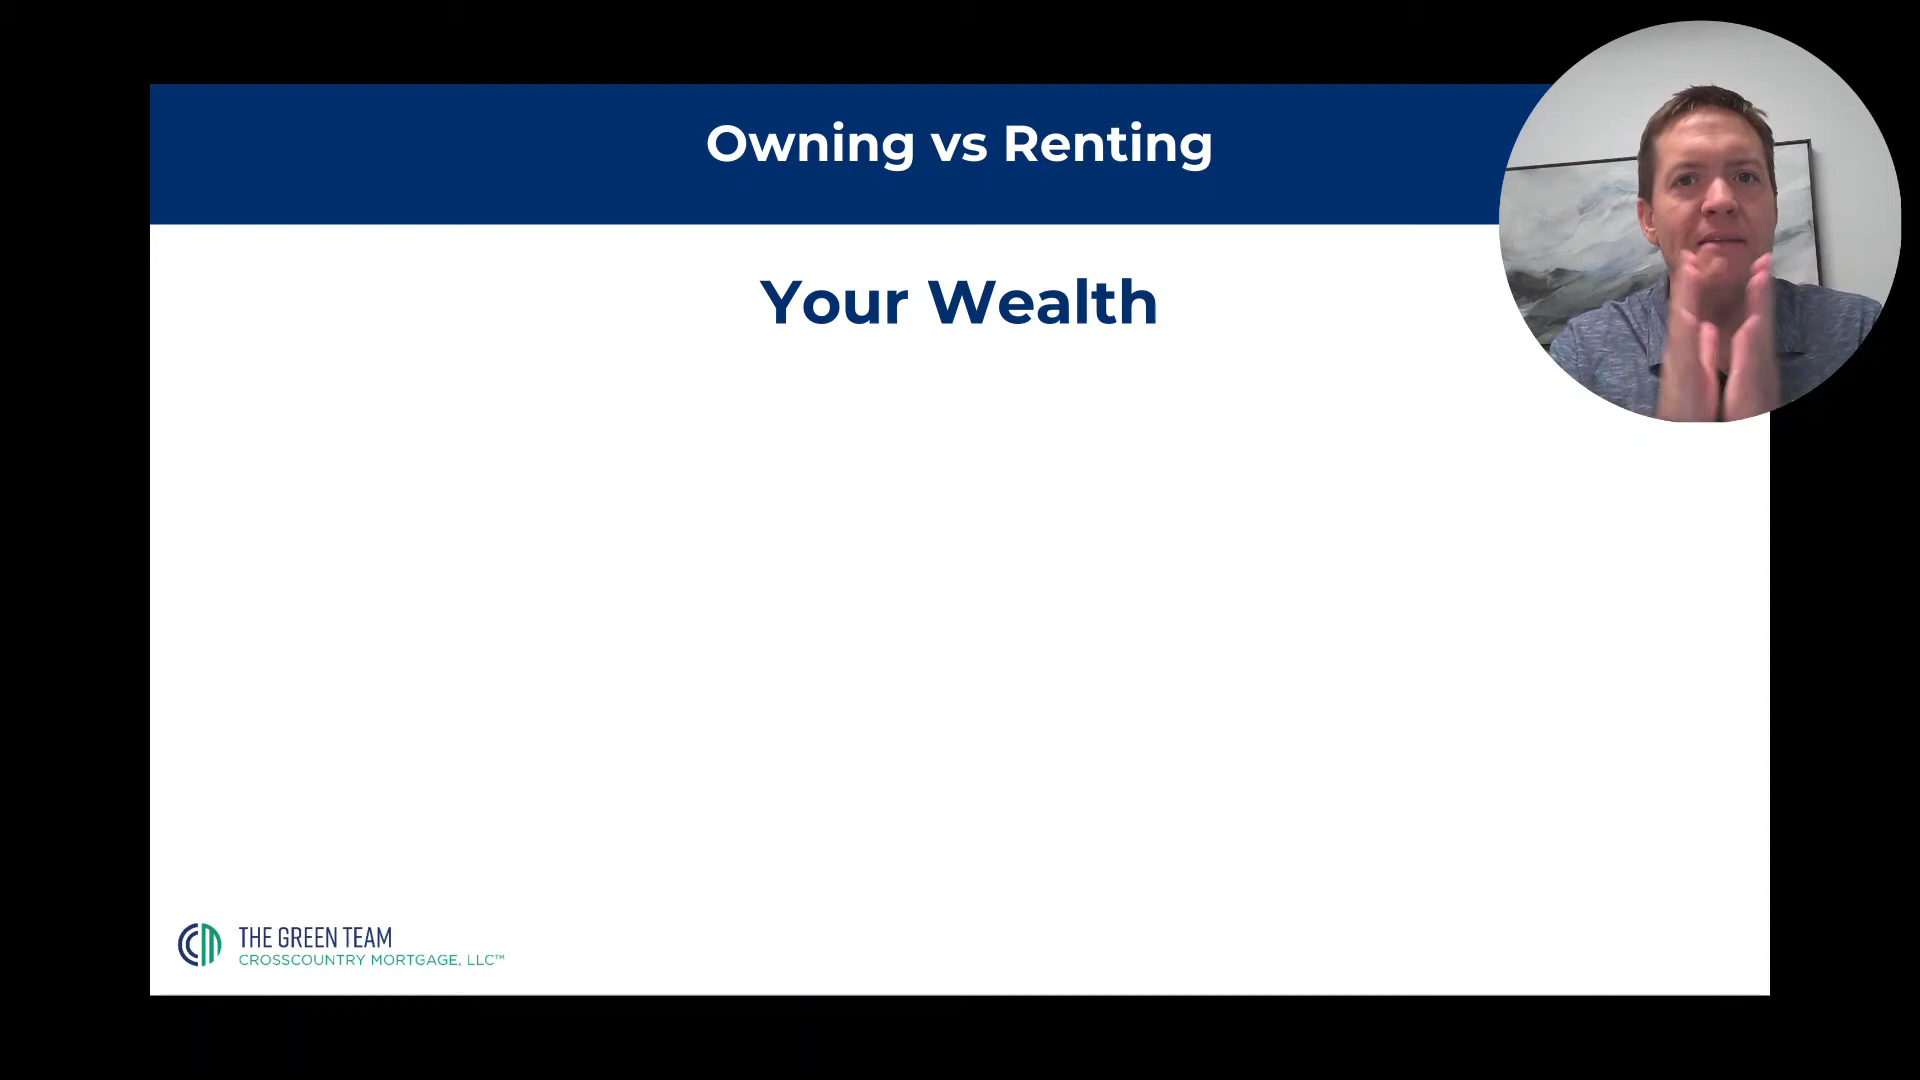 Owning vs Renting
Your Wealth
THE GREEN TEAM
CROSSCOUNTRY MORTGAGE, LLC™